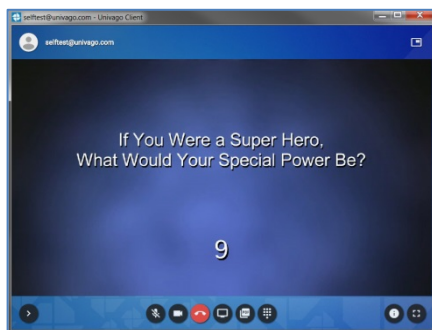 selftest@univago.com - Univago Client
selftest@univago.com
If You Were a Super Hero,
What Would Your Special Power Be?
9